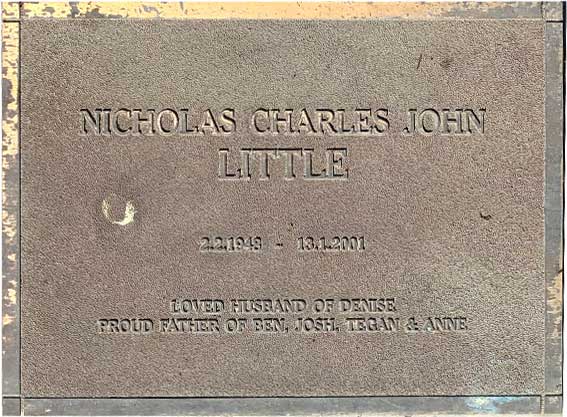 NICHOLAS CHARLES JOHN
LITTLE
2.2.1948 - 13.1.2001
LOVED HUSBAND OF DENISE
PROUD FATHER OF BEN, JOSH, TEGAN & ANNE